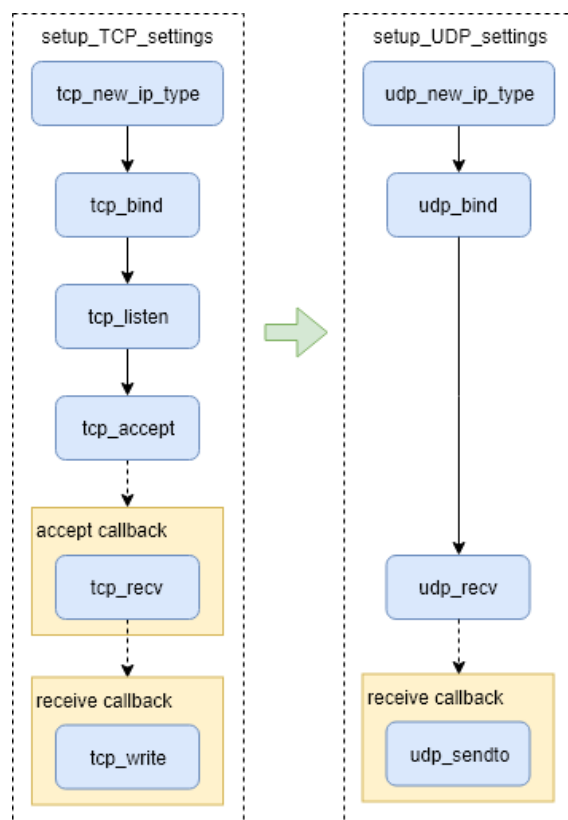 setup_TCP_settings
tcp_new_ip_type
tcp_bind
tcp_listen
tcp_accept
accept callback
tcp_recv
receive callback
tcp_write
setup_UDP_settings
udp_new_ip_type
udp_bind
udp_recv
receive callback
udp_sendto